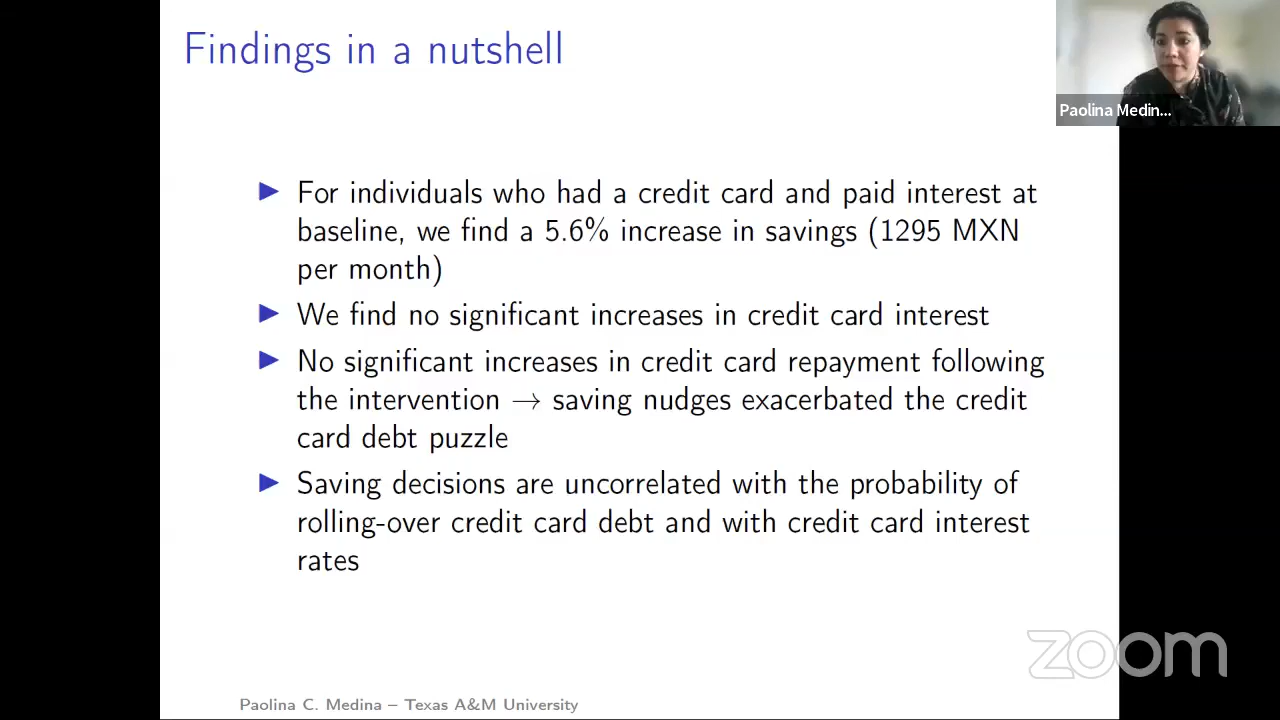 Findings in a nutshell
Paolina Medin...
▶ For individuals who had a credit card and paid interest at
baseline, we find a 5.6% increase in savings (1295 MXN
per month)
▶ We find no significant increases in credit card interest
▶ No significant increases in credit card repayment following
the intervention → saving nudges exacerbated the credit
card debt puzzle
▶ Saving decisions are uncorrelated with the probability of
rolling-over credit card debt and with credit card interest
rates
zoom
Paolina C. Medina – Texas A&M University